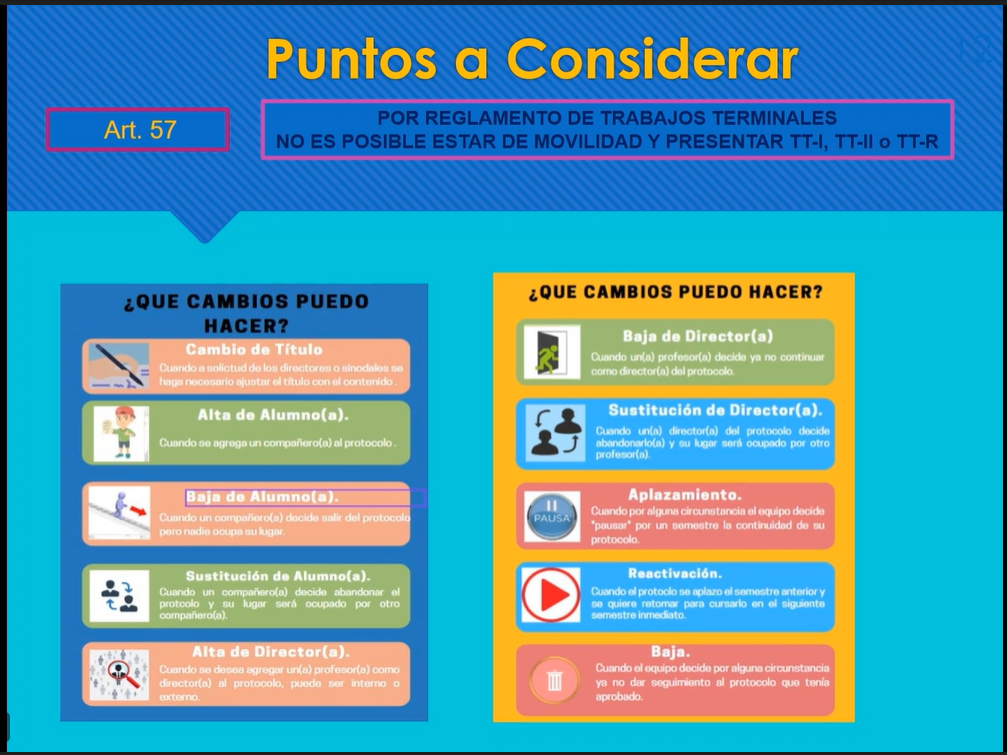 Puntos a Considerar
Art. 57
POR REGLAMENTO DE TRABAJOS TERMINALES
NO ES POSIBLE ESTAR DE MOVILIDAD Y PRESENTAR TT-I, TT-II o TT-R
¿QUE CAMBIOS PUEDO
HACER?
Cambio de Título
Cuando a solicitud de los directores o sinodales se
haga necesario ajustar el título con el contenido .
Alta de Alumno(a).
Cuando se agrega un compañero(a) al protocolo .
Baja de Alumno(a).
Cuando un compañero(a) decide salir del protocolo
pero nadie ocupa su lugar.
Sustitución de Alumno(a).
Cuando un compañero(a) decide abandonar el
protcolo y su lugar será ocupado por otro
compañero(a).
Alta de Director(a).
Cuando se desea agregar un(a) profesor(a) como
director(a) al protocolo, puede ser interno o
externo.
¿QUE CAMBIOS PUEDO HACER?
Baja de Director(a)
Cuando un(a) profesor(a) decide ya no continuar
como director(a) del protocolo.
Sustitución de Director(a).
Cuando un(a) director(a) del protocolo decide
abandonarlo(a) y su lugar será ocupado por otro
profesor(a).
PAUSA
Aplazamiento.
Cuando por alguna circunstancia el equipo decide
"pausar" por un semestre la continuidad de su
protocolo.
Reactivación.
Cuando el protoclo se aplazo el semestre anterior y
se quiere retomar para cursarlo en el siguiente
semestre inmediato.
Baja.
Cuando el equipo decide por alguna circunstancia
ya no dar seguimiento al protocolo que tenía
aprobado.